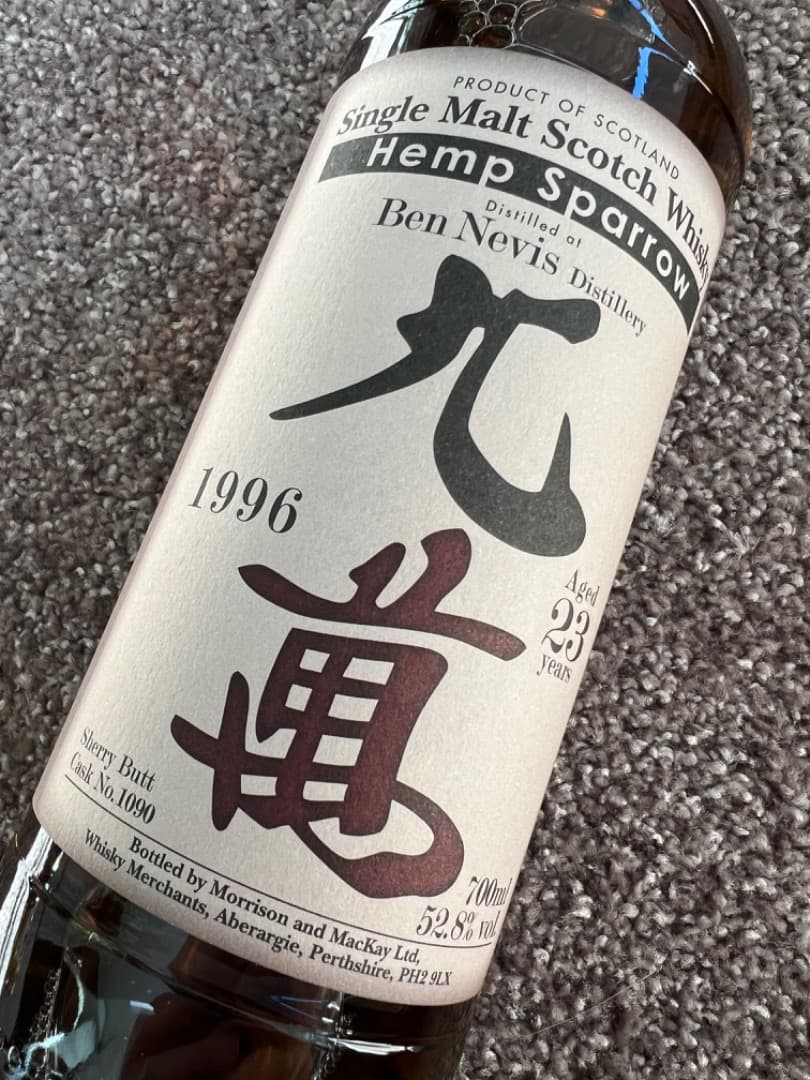 PRODUCT OF SCOTLAND
Single Malt Scotch Whisky
Hemp Sparrow
Distilled at
Ben Nevis Distillery
九
1996
萬
Aged
23
years
Sherry Butt
Cask No.1090
700ml
52.8% vol.
Bottled by Morrison and MacKay Ltd,
Whisky Merchants, Aberargie, Perthshire, PH2 9LX